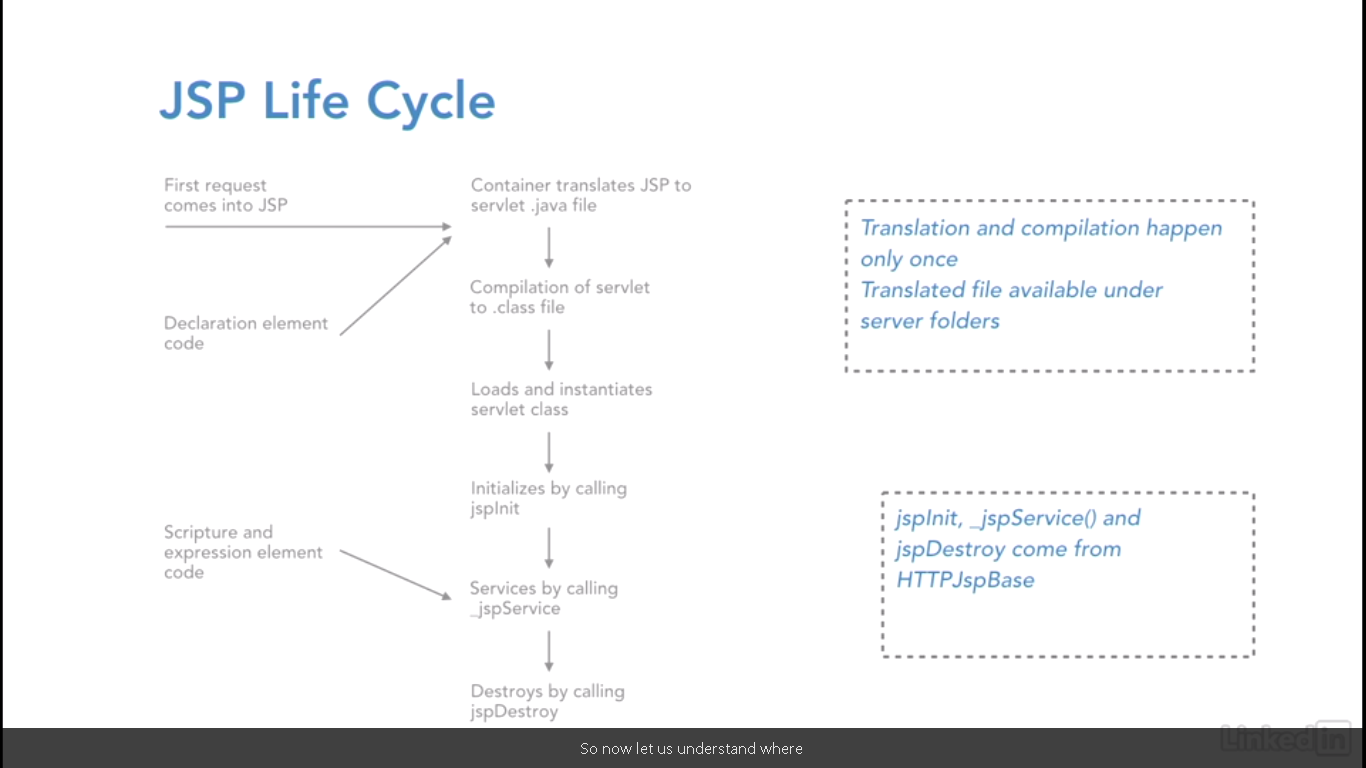 JSP Life Cycle
First request
comes into JSP
Declaration element
code
Scripture and
expression element
code
Container translates JSP to
servlet .java file
Compilation of servlet
to .class file
Loads and instantiates
servlet class
Initializes by calling
jspInit
Services by calling
_jspService
Destroys by calling
jspDestroy
Translation and compilation happen
only once
Translated file available under
server folders
jspInit, _jspService() and
jspDestroy come from
HTTPJspBase
So now let us understand where
Linked in